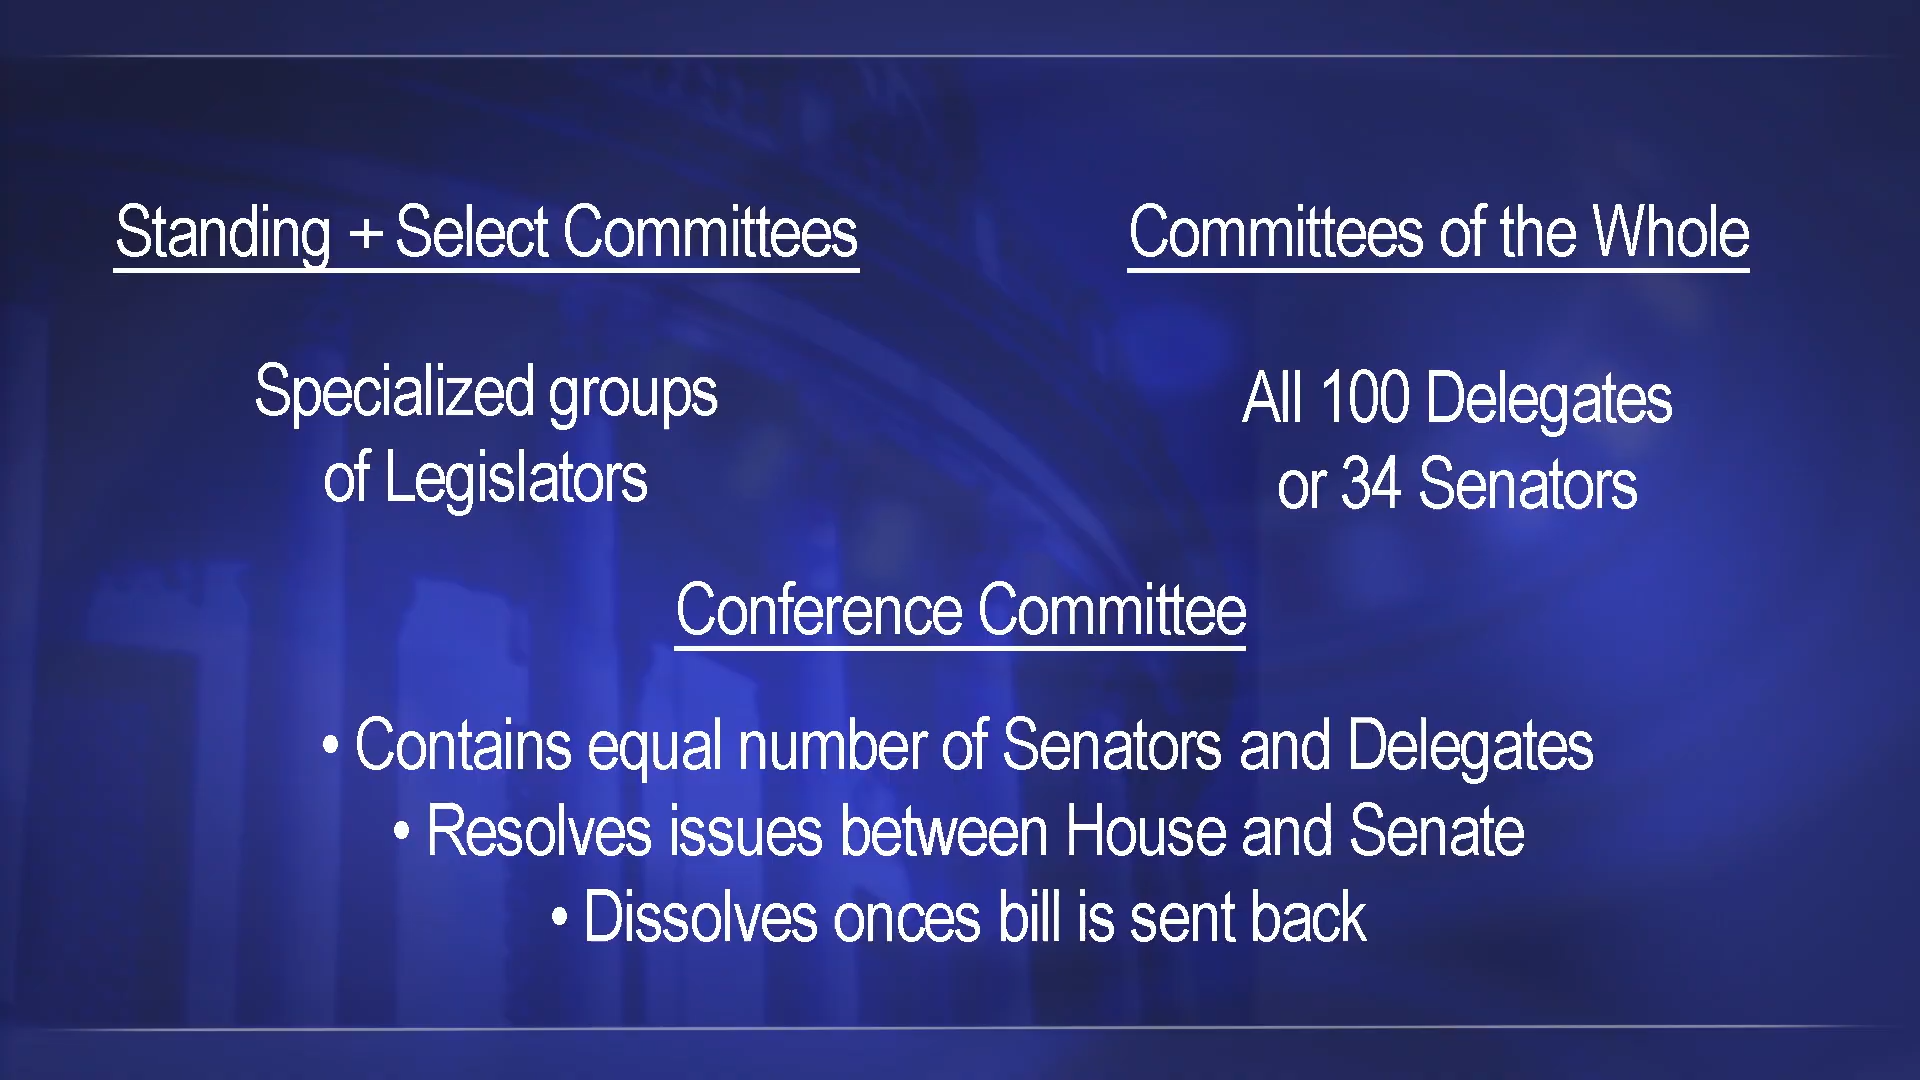 Standing + Select Committees
Specialized groups
of Legislators
Committees of the Whole
All 100 Delegates
or 34 Senators
Conference Committee
• Contains equal number of Senators and Delegates
• Resolves issues between House and Senate
• Dissolves onces bill is sent back